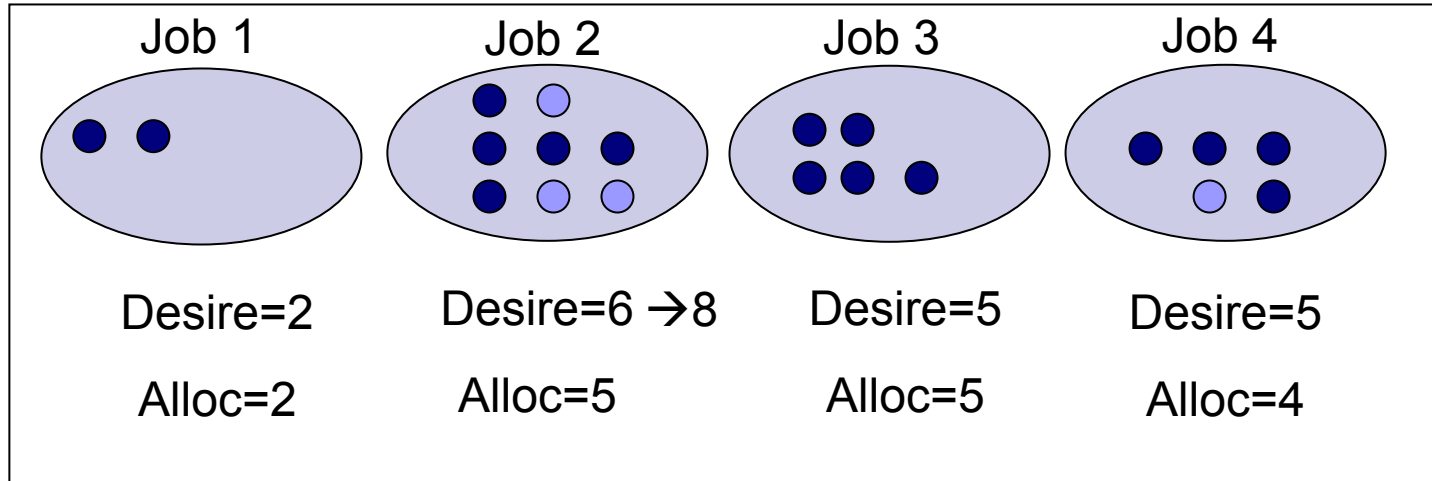 Job 1
Job 2
Job 3
Job 4
Desire=2
Desire=6 →8
Desire=5
Desire=5
Alloc=2
Alloc=5
Alloc=5
Alloc=4